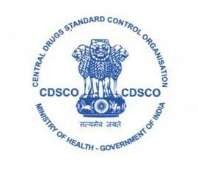 CENTRAL DRUGS STANDARD CONTROL ORGANISATION
CDSCO CDSCO
सत्यमेव जयते
MINISTRY OF HEALTH - GOVERNMENT OF INDIA